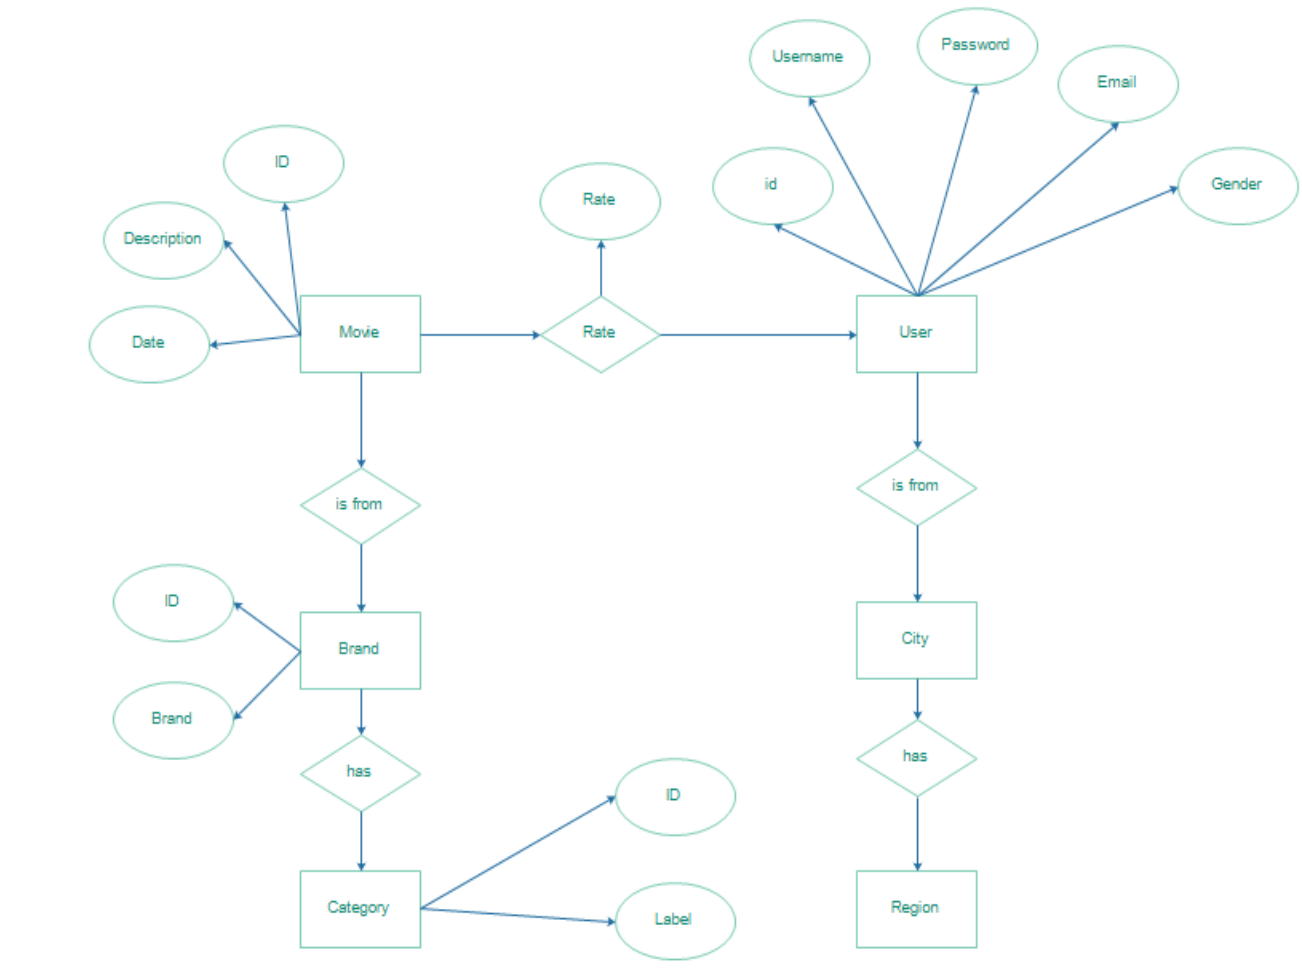 Password
Username
Email
ID
id
Gender
Rate
Description
Movie
Rate
User
Date
is from
is from
ID
City
Brand
Brand
has
has
ID
Category
Region
Label